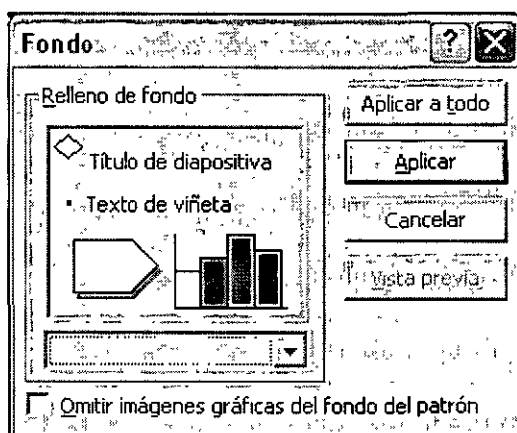 Fondo
Relleno de fondo
Título de diapositiva
Texto de viñeta
Aplicar a todo
Aplicar
Cancelar
Vista previa
Omitir imágenes gráficas del fondo del patrón